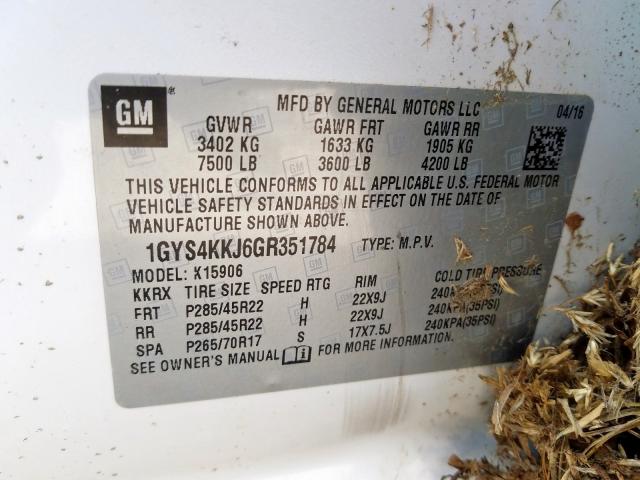 GM ®
MFD BY GENERAL MOTORS LLC 04/16
GVWR GAWR FRT GAWR RR
3402 KG 1633 KG 1905 KG
7500 LB 3600 LB 4200 LB
THIS VEHICLE CONFORMS TO ALL APPLICABLE U.S. FEDERAL MOTOR
VEHICLE SAFETY STANDARDS IN EFFECT ON THE DATE OF
MANUFACTURE SHOWN ABOVE.
1GYS4KKJ6GR351784 TYPE: M.P.V.
MODEL: K15906
KKRX TIRE SIZE SPEED RTG RIM COLD TIRE PRESSURE
FRT P285/45R22 H 22X9J 240KPA(35PSI)
RR P285/45R22 H 22X9J 240KPA(35PSI)
SPA P265/70R17 S 17X7.5J 240KPA(35PSI)
SEE OWNER'S MANUAL FOR MORE INFORMATION.